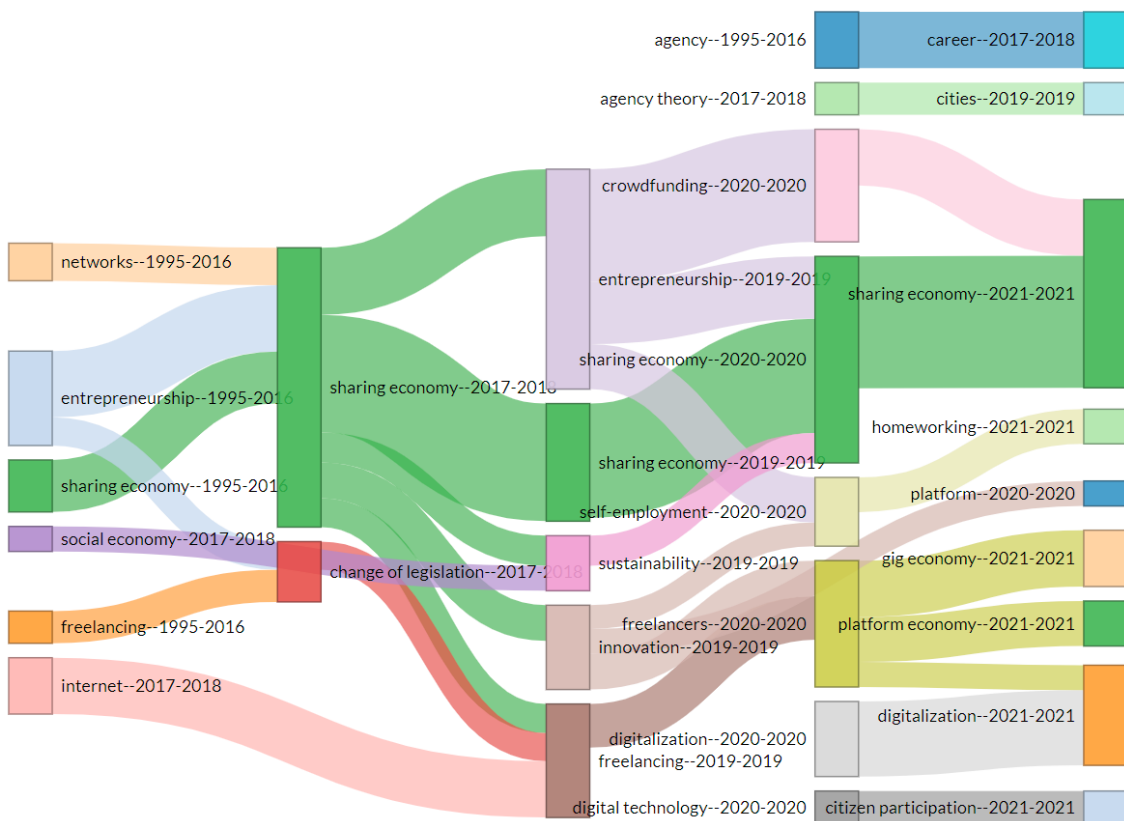 agency--1995-2016
career--2017-2018
agency theory--2017-2018
cities--2019-2019
crowdfunding--2020-2020
networks--1995-2016
entrepreneurship--2019-2019
sharing economy--2021-2021
sharing economy--2020-2020
sharing economy--2017-2018
entrepreneurship--1995-2016
homeworking--2021-2021
sharing economy--2019-2019
sharing economy--1995-2016
platform--2020-2020
self-employment--2020-2020
social economy--2017-2018
gig economy--2021-2021
sustainability--2019-2019
change of legislation--2017-2018
freelancing--1995-2016
freelancers--2020-2020
platform economy--2021-2021
innovation--2019-2019
internet--2017-2018
digitalization--2021-2021
digitalization--2020-2020
freelancing--2019-2019
digital technology--2020-2020
citizen participation--2021-2021